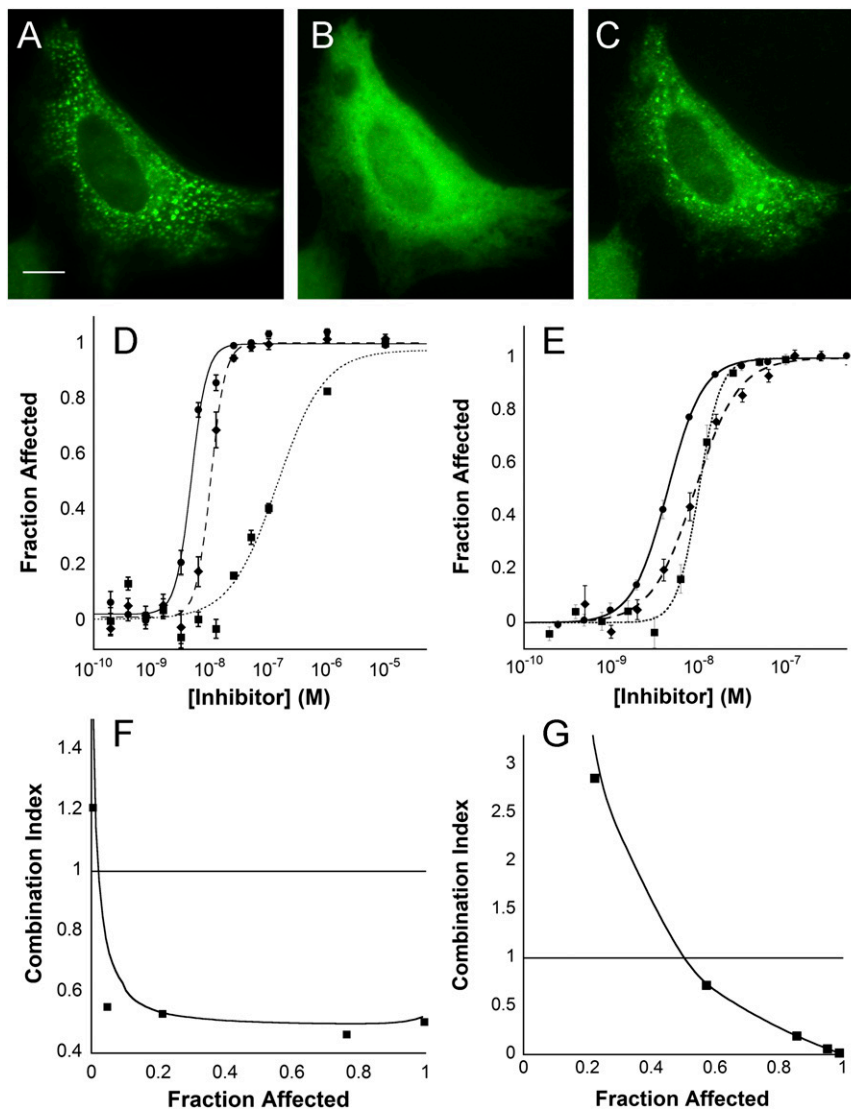 A
B
C
D
1
0.8
0.6
0.4
0.2
0
Fraction Affected
10⁻¹⁰ 10⁻⁹ 10⁻⁸ 10⁻⁷ 10⁻⁶ 10⁻⁵
[Inhibitor] (M)
E
1
0.8
0.6
0.4
0.2
0
Fraction Affected
10⁻¹⁰ 10⁻⁹ 10⁻⁸ 10⁻⁷
[Inhibitor] (M)
F
1.4
1.2
1
0.8
0.6
0.4
Combination Index
0 0.2 0.4 0.6 0.8 1
Fraction Affected
G
3
2.5
2
1.5
1
0.5
0
Combination Index
0 0.2 0.4 0.6 0.8 1
Fraction Affected